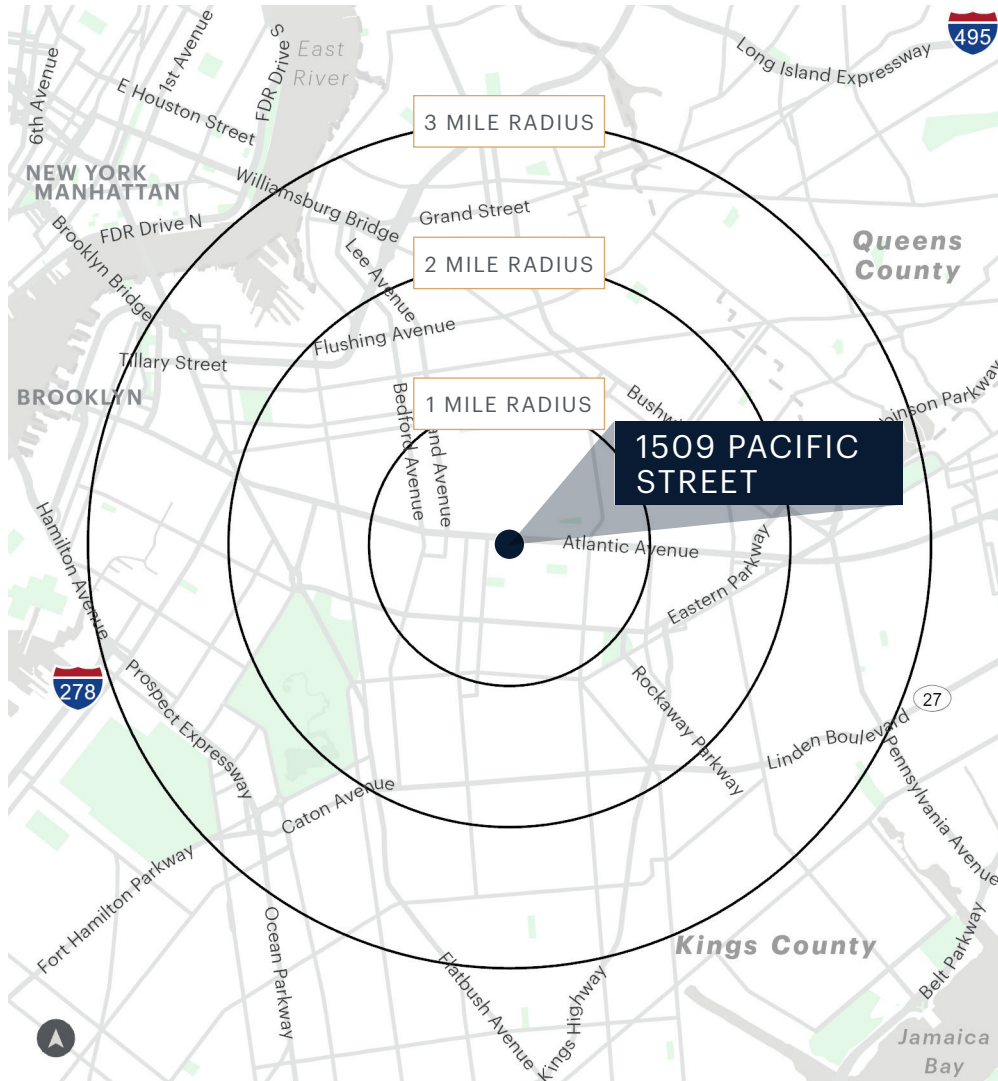 495
East
River
1st Avenue
6th Avenue
FDR Drive S
E Houston Street
Long Island Expressway
3 MILE RADIUS
NEW YORK
MANHATTAN
Williamsburg Bridge
Grand Street
FDR Drive N
Brooklyn Bridge
Queens
County
2 MILE RADIUS
Lee Avenue
Flushing Avenue
Tillary Street
BROOKLYN
1 MILE RADIUS
Bedford Avenue
Avenue
Parkway
1509 PACIFIC
STREET
Atlantic Avenue
Hamilton Avenue
Eastern Parkway
278
Prospect Expressway
Rockaway Parkway
27
Linden Boulevard
Pennsylvania Avenue
Caton Avenue
Fort Hamilton Parkway
Ocean Parkway
Flatbush Avenue
Kings Highway
Kings County
Belt Parkway
Jamaica
Bay